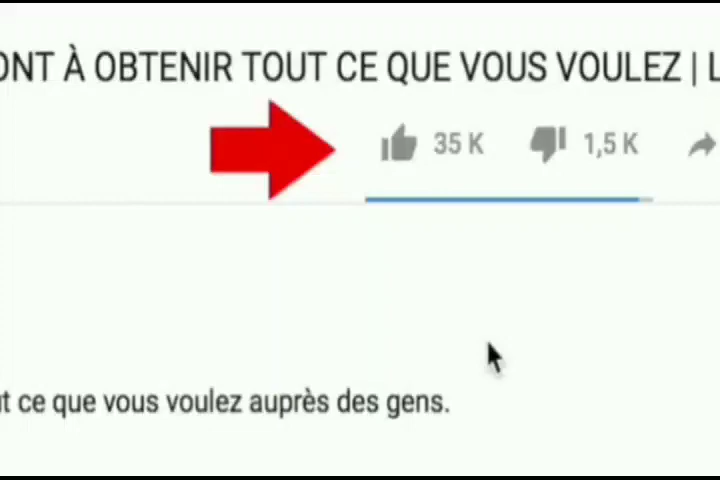 ONT À OBTENIR TOUT CE QUE VOUS VOULEZ | L
35 K 1,5 K
ut ce que vous voulez auprès des gens.